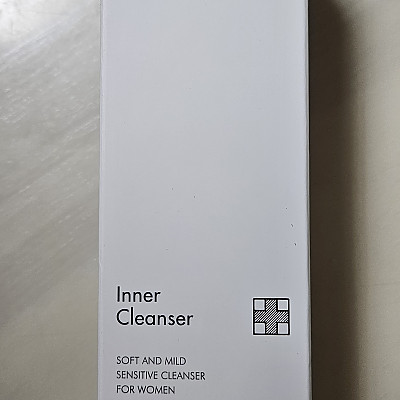 Inner
Cleanser
SOFT AND MILD
SENSITIVE CLEANSER
FOR WOMEN